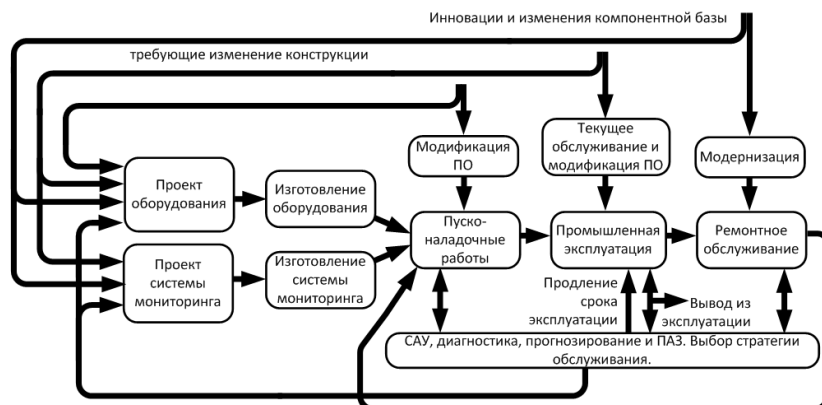 Инновации и изменения компонентной базы
требующие изменение конструкции
Модификация
ПО
Текущее
обслуживание и
модификация ПО
Модернизация
Проект
оборудования
Изготовление
оборудования
Пуско-
наладочные
работы
Промышленная
эксплуатация
Ремонтное
обслуживание
Проект
системы
мониторинга
Изготовление
системы
мониторинга
Продление
срока
эксплуатации
Вывод из
эксплуатации
САУ, диагностика, прогнозирование и ПАЗ. Выбор стратегии
обслуживания.